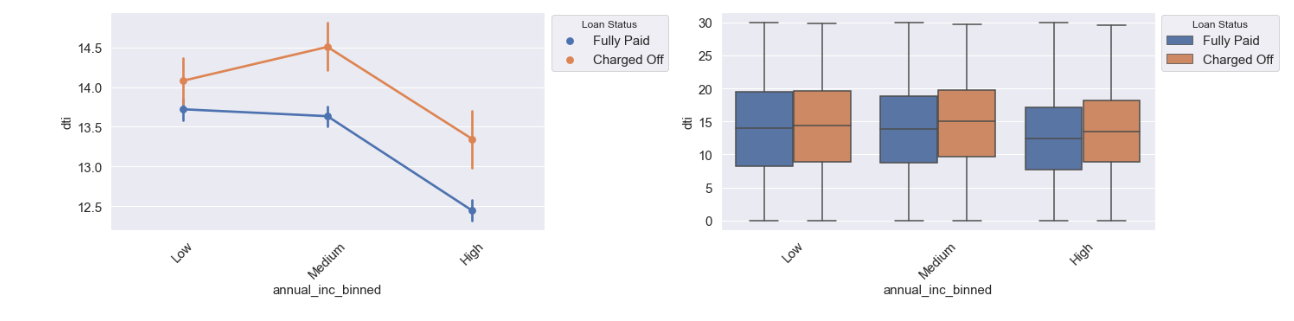 14.5
14.0
13.5
13.0
12.5
dti
Low
Medium
High
annual_inc_binned
Loan Status
Fully Paid
Charged Off
30
25
20
15
10
5
0
dti
Low
Medium
High
annual_inc_binned
Loan Status
Fully Paid
Charged Off